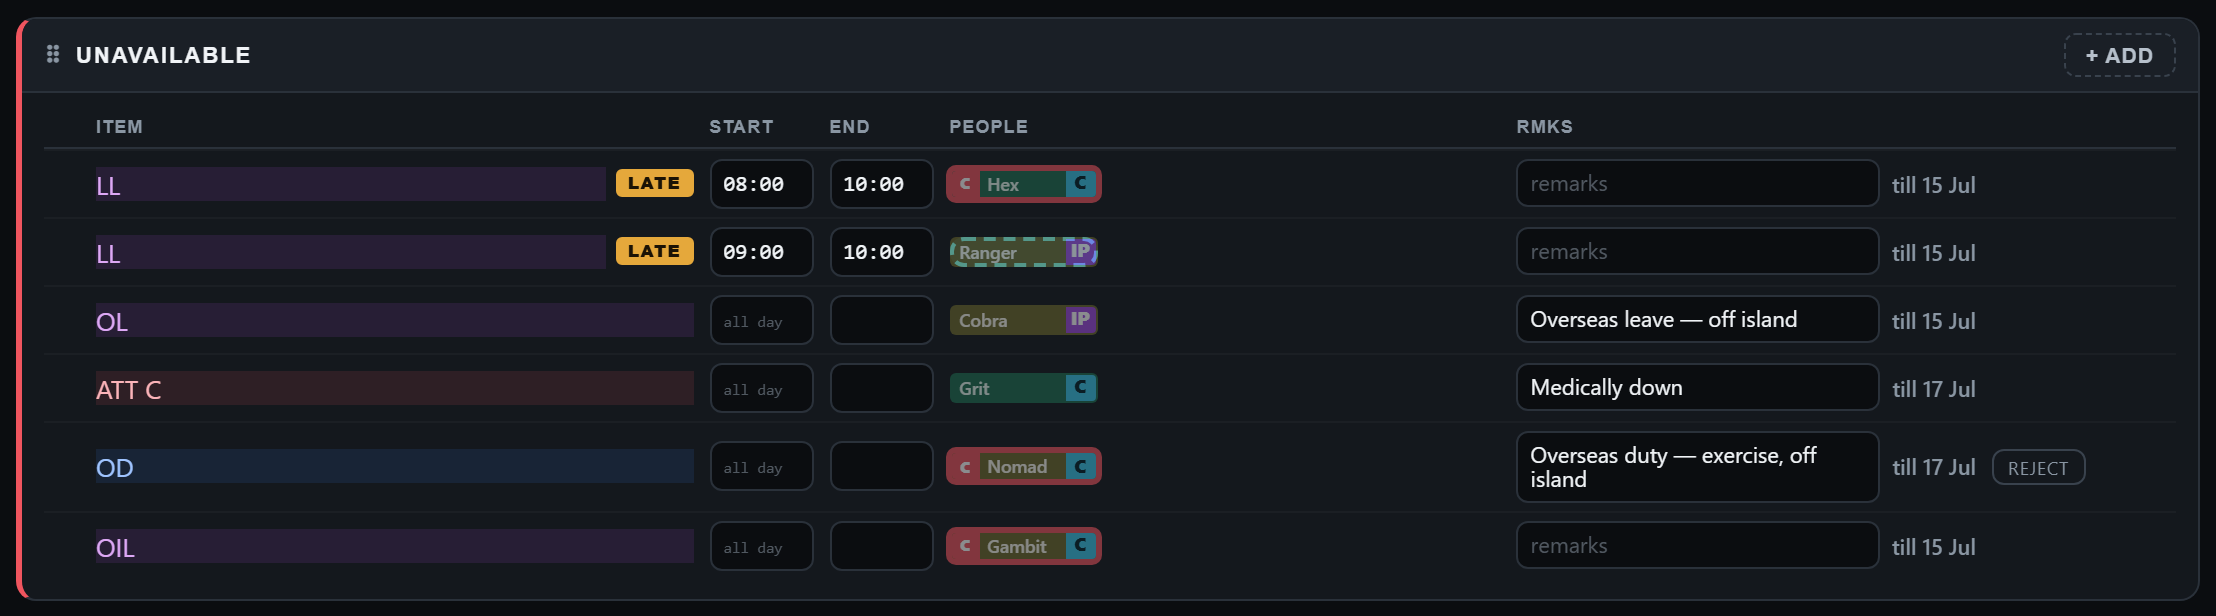 UNAVAILABLE
+ ADD
ITEM START END PEOPLE RMKS
LL LATE 08:00 10:00 C Hex C remarks till 15 Jul
LL LATE 09:00 10:00 Ranger IP remarks till 15 Jul
OL all day Cobra IP Overseas leave — off island till 15 Jul
ATT C all day Grit C Medically down till 17 Jul
OD all day C Nomad C Overseas duty — exercise, off
island till 17 Jul REJECT
OIL all day C Gambit C remarks till 15 Jul